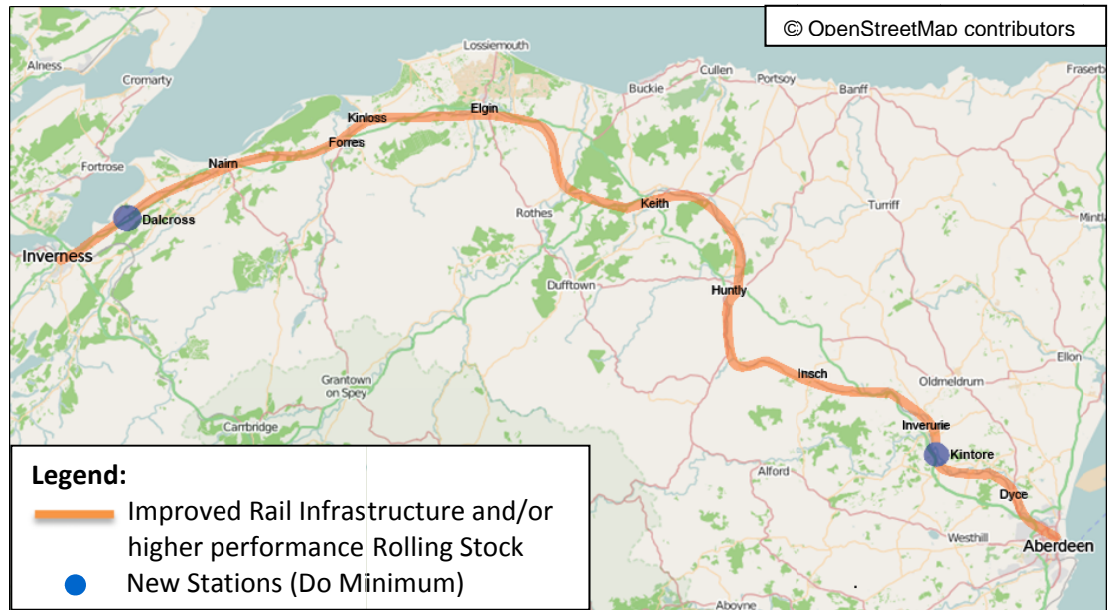 © OpenStreetMap contributors
Lossiemouth
Alness
Cromarty
Cullen
Portsoy
Banff
Fraserb
Buckie
Elgin
Kinloss
Forres
Nairn
Fortrose
Keith
Turriff
Rothes
Mintl
Dalcross
Inverness
Dufftown
Huntly
Ellon
Insch
Oldmeldrum
Grantown
on Spey
Carrbridge
Inverurie
Kintore
Alford
Dyce
Westhill
Aberdeen
Aboyne
Legend:
Improved Rail Infrastructure and/or
higher performance Rolling Stock
New Stations (Do Minimum)